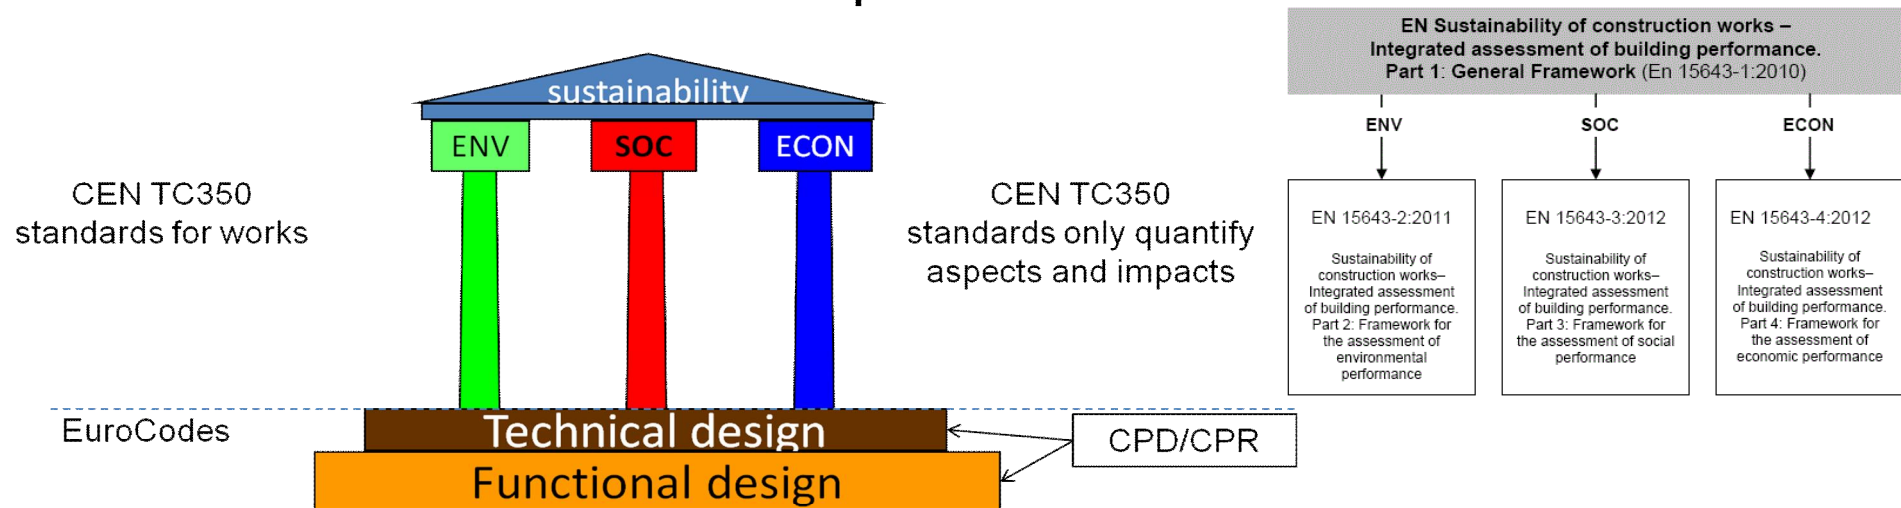 sustainability
ENV
SOC
ECON
CEN TC350
standards for works
CEN TC350
standards only quantify
aspects and impacts
EuroCodes
Technical design
Functional design
CPD/CPR
EN Sustainability of construction works –
Integrated assessment of building performance.
Part 1: General Framework (En 15643-1:2010)
ENV
SOC
ECON
EN 15643-2:2011
Sustainability of
construction works–
Integrated assessment
of building performance.
Part 2: Framework for
the assessment of
environmental
performance
EN 15643-3:2012
Sustainability of
construction works–
Integrated assessment
of building performance.
Part 3: Framework for
the assessment of social
performance
EN 15643-4:2012
Sustainability of
construction works–
Integrated assessment
of building performance.
Part 4: Framework for
the assessment of
economic performance